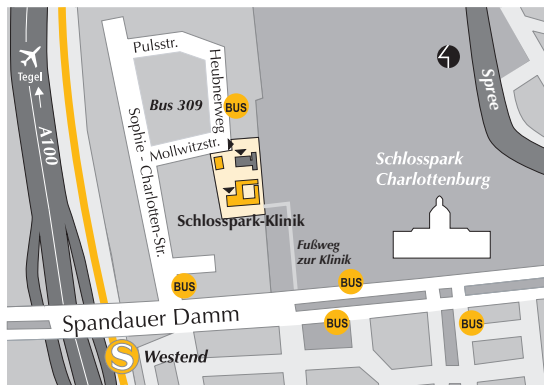 Pulsstr.
Tegel
A100
Heubnerweg
Bus 309
BUS
Sophie - Charlotten-Str.
Mollwitzstr.
Spree
Schlosspark
Charlottenburg
Schlosspark-Klinik
Fußweg
zur Klinik
BUS
BUS
Spandauer Damm
BUS
BUS
S Westend